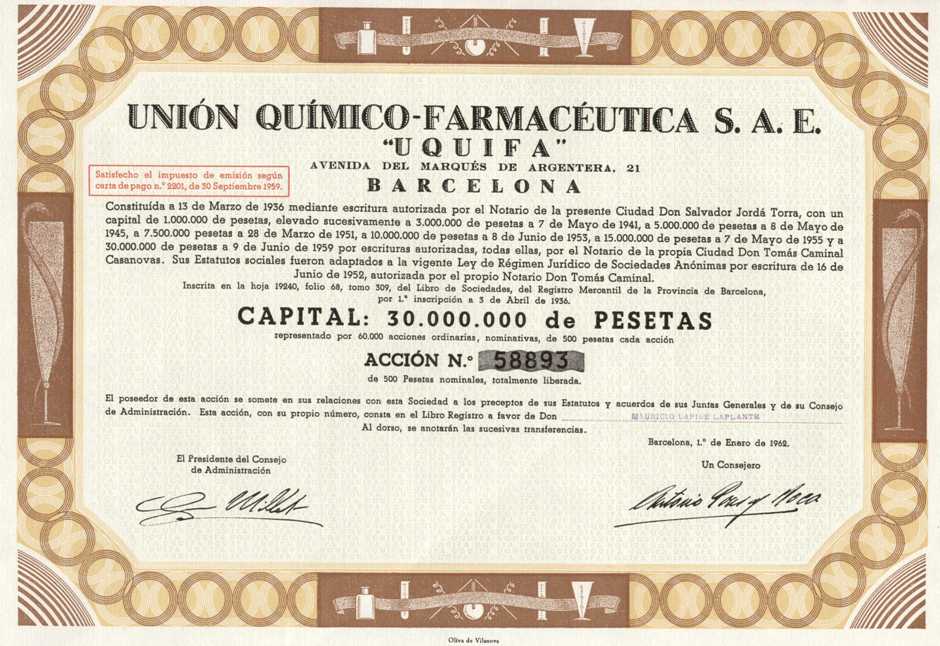 UNIÓN QUÍMICO-FARMACÉUTICA S. A. E.
"UQUIFA"
AVENIDA DEL MARQUÉS DE ARGENTERA, 21
BARCELONA
Satisfecho el impuesto de emisión según
carta de pago n.º 2201, de 30 Septiembre 1959.
Constituída a 13 de Marzo de 1936 mediante escritura autorizada por el Notario de la presente Ciudad Don Salvador Jordá Torra, con un
capital de 1.000.000 de pesetas, elevado sucesivamente a 3.000.000 de pesetas a 7 de Mayo de 1941, a 5.000.000 de pesetas a 8 de Mayo de
1945, a 7.500.000 pesetas a 28 de Marzo de 1951, a 10.000.000 de pesetas a 8 de Junio de 1953, a 15.000.000 de pesetas a 7 de Mayo de 1955 y a
30.000.000 de pesetas a 9 de Junio de 1959 por escrituras autorizadas, todas ellas, por el Notario de la propia Ciudad Don Tomás Caminal
Casanovas. Sus Estatutos sociales fueron adaptados a la vigente Ley de Régimen Jurídico de Sociedades Anónimas por escritura de 16 de
Junio de 1952, autorizada por el propio Notario Don Tomás Caminal.
Inscrita en la hoja 19240, folio 68, tomo 309, del Libro de Sociedades, del Registro Mercantil de la Provincia de Barcelona,
por 1.ª inscripción a 3 de Abril de 1936.
CAPITAL: 30.000.000 de PESETAS
representado por 60.000 acciones ordinarias, nominativas, de 500 pesetas cada acción
ACCIÓN N.º 58893
de 500 Pesetas nominales, totalmente liberada.
El poseedor de esta acción se somete en sus relaciones con esta Sociedad a los preceptos de sus Estatutos y acuerdos de sus Juntas Generales y de su Consejo
de Administración. Esta acción, con su propio número, consta en el Libro Registro a favor de Don MAURICIO LAPLANTE
Al dorso, se anotarán las sucesivas transferencias.
Barcelona, 1.º de Enero de 1962.
El Presidente del Consejo
de Administración
Un Consejero
Millet
Antonio Pons y Roca
Oliva de Vilanova